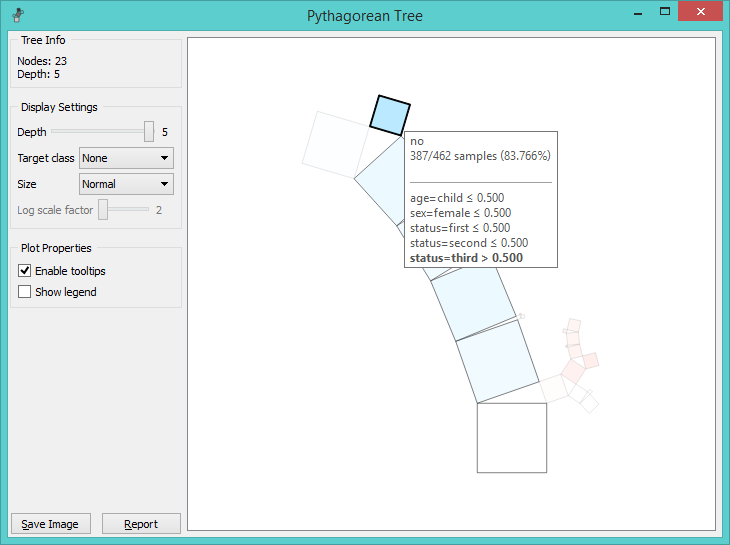 Pythagorean Tree
Tree Info
Nodes: 23
Depth: 5
Display Settings
Depth 5
Target class None
Size Normal
Log scale factor 2
Plot Properties
Enable tooltips
Show legend
Save Image Report
no
387/462 samples (83.766%)
age=child ≤ 0.500
sex=female ≤ 0.500
status=first ≤ 0.500
status=second ≤ 0.500
status=third > 0.500